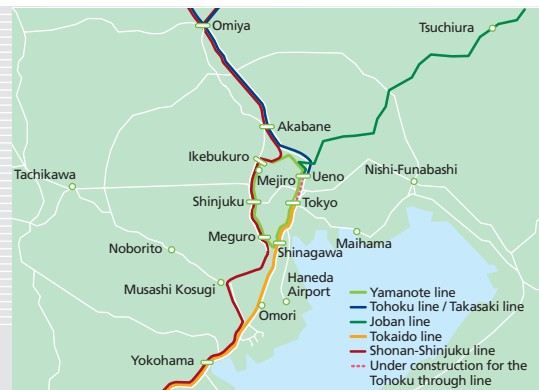 Omiya
Tsuchiura
Akabane
Ikebukuro
Tachikawa
Mejiro
Ueno
Nishi-Funabashi
Shinjuku
Tokyo
Meguro
Maihama
Noborito
Shinagawa
Musashi Kosugi
Haneda
Airport
Omori
Yokohama
Yamanote line
Tohoku line / Takasaki line
Joban line
Tokaido line
Shonan-Shinjuku line
Under construction for the
Tohoku through line